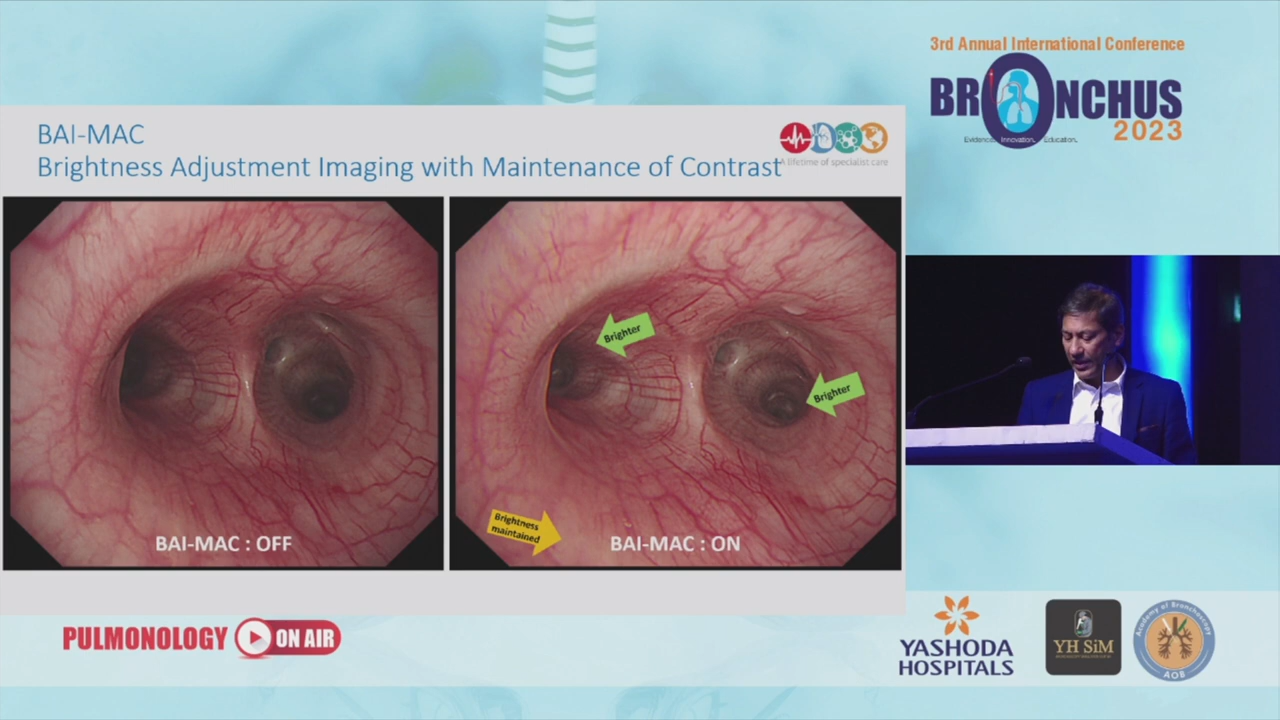 3rd Annual International Conference
BRONCHUS
2023
Evidence. Innovation. Education.
BAI-MAC
Brightness Adjustment Imaging with Maintenance of Contrast
A lifetime of specialist care
Brighter
Brighter
Brightness
maintained
BAI-MAC : OFF
BAI-MAC : ON
PULMONOLOGY ON AIR
YASHODA
HOSPITALS
YH SiM
Academy of Bronchoscopy
AOB